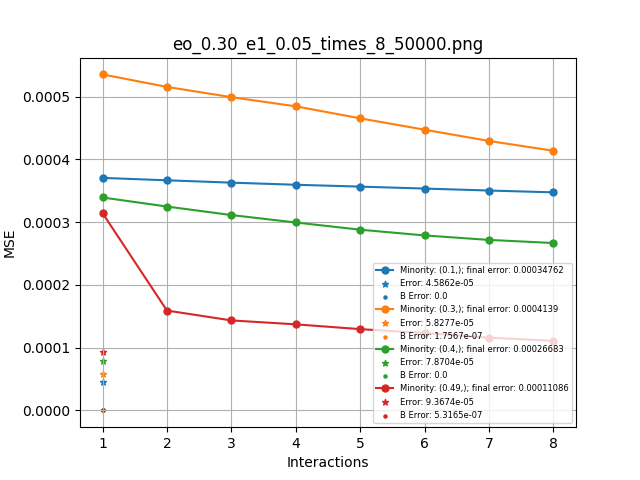 eo_0.30_e1_0.05_times_8_50000.png
MSE
0.0005
0.0004
0.0003
0.0002
0.0001
0.0000
Minority: (0.1,); final error: 0.00034762
Error: 4.5862e-05
B Error: 0.0
Minority: (0.3,); final error: 0.0004139
Error: 5.8277e-05
B Error: 1.7567e-07
Minority: (0.4,); final error: 0.00026683
Error: 7.8704e-05
B Error: 0.0
Minority: (0.49,); final error: 0.00011086
Error: 9.3674e-05
B Error: 5.3165e-07
1 2 3 4 5 6 7 8
Interactions